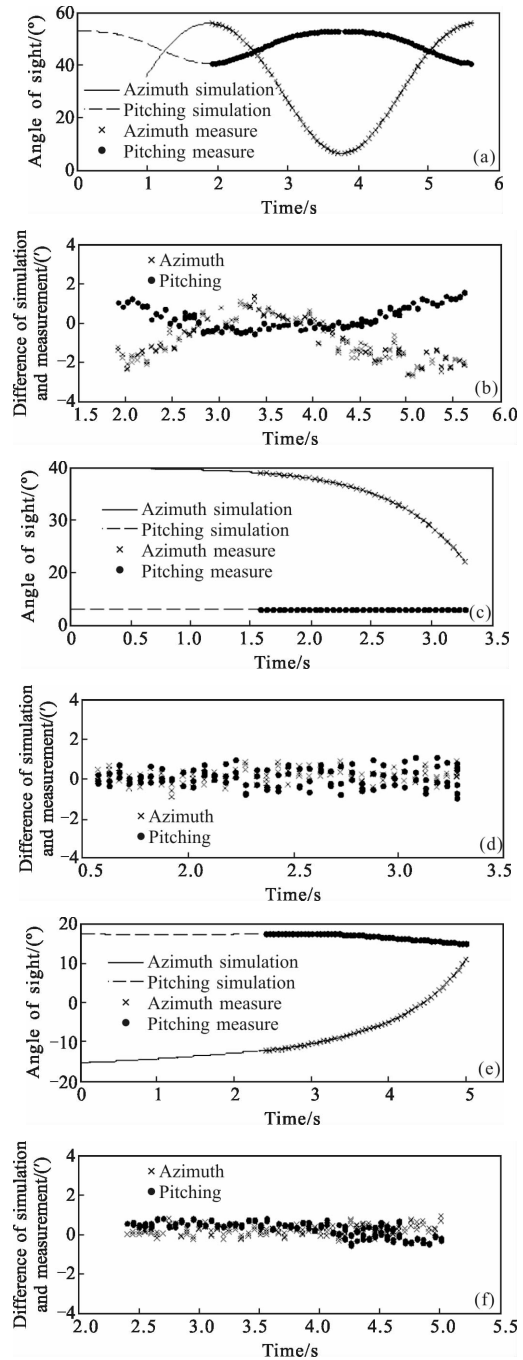 60
40
20
0
Angle of sight/(°)
Azimuth simulation
Pitching simulation
Azimuth measure
Pitching measure
(a)
0 1 2 3 4 5 6
Time/s
4
2
0
−2
−4
Difference of simulation
and measurement/(′)
Azimuth
Pitching
(b)
1.5 2.0 2.5 3.0 3.5 4.0 4.5 5.0 5.5 6.0
Time/s
40
30
20
10
0
Angle of sight/(°)
Azimuth simulation
Pitching simulation
Azimuth measure
Pitching measure
(c)
0 0.5 1.0 1.5 2.0 2.5 3.0 3.5
Time/s
4
2
0
−2
−4
Difference of simulation
and measurement/(′)
Azimuth
Pitching
(d)
0.5 2.0 2.5 3.0 3.5
Time/s
20
10
0
−10
−20
Angle of sight/(°)
Azimuth simulation
Pitching simulation
Azimuth measure
Pitching measure
(e)
0 1 2 3 4 5
Time/s
4
2
0
−2
−4
Difference of simulation
and measurement/(′)
Azimuth
Pitching
(f)
2.0 2.5 3.0 3.5 4.0 4.5 5.0 5.5
Time/s